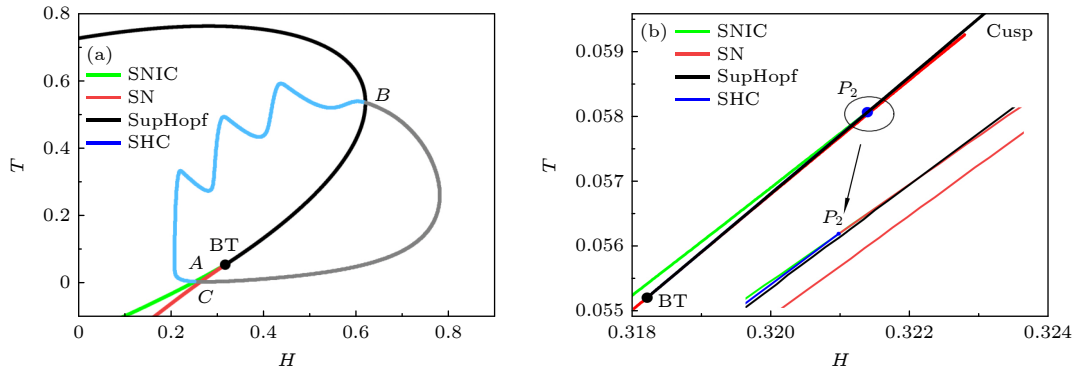 (a)
SNIC
SN
SupHopf
SHC
B
A
BT
C
T
0.8
0.6
0.4
0.2
0
0
0.2
0.4
0.6
0.8
H
(b)
SNIC
SN
SupHopf
SHC
Cusp
P2
P2
BT
T
0.059
0.058
0.057
0.056
0.055
0.318
0.320
0.322
0.324
H